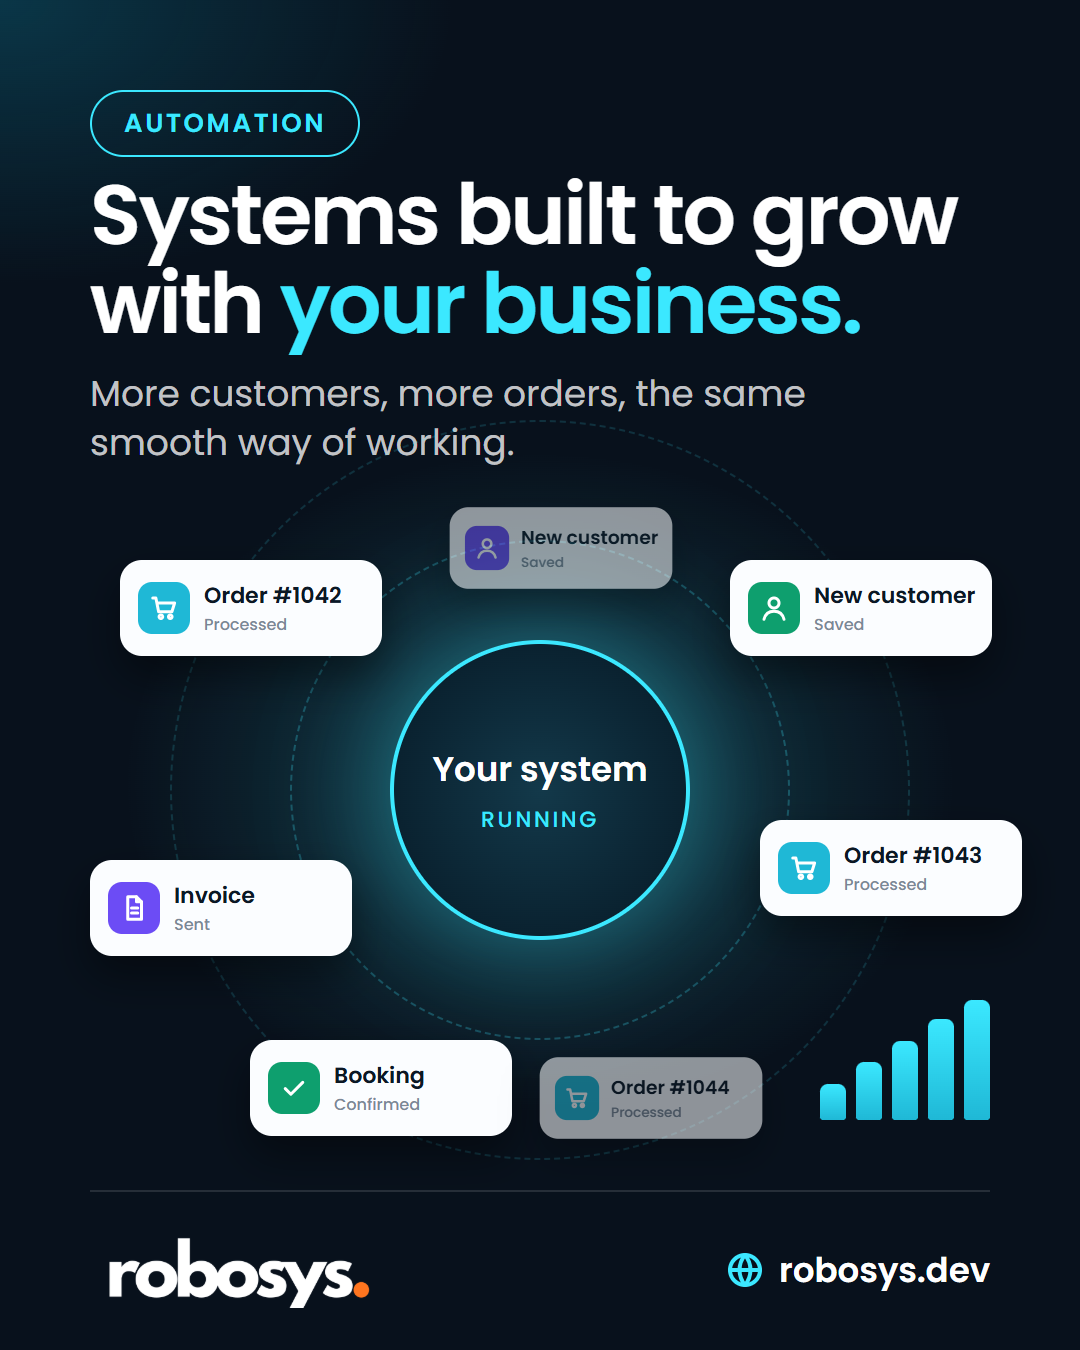 AUTOMATION
Systems built to grow
with your business.
More customers, more orders, the same
smooth way of working.
New customer
Saved
Order #1042
Processed
New customer
Saved
Your system
RUNNING
Order #1043
Processed
Invoice
Sent
Booking
Confirmed
Order #1044
Processed
robosys.
robosys.dev